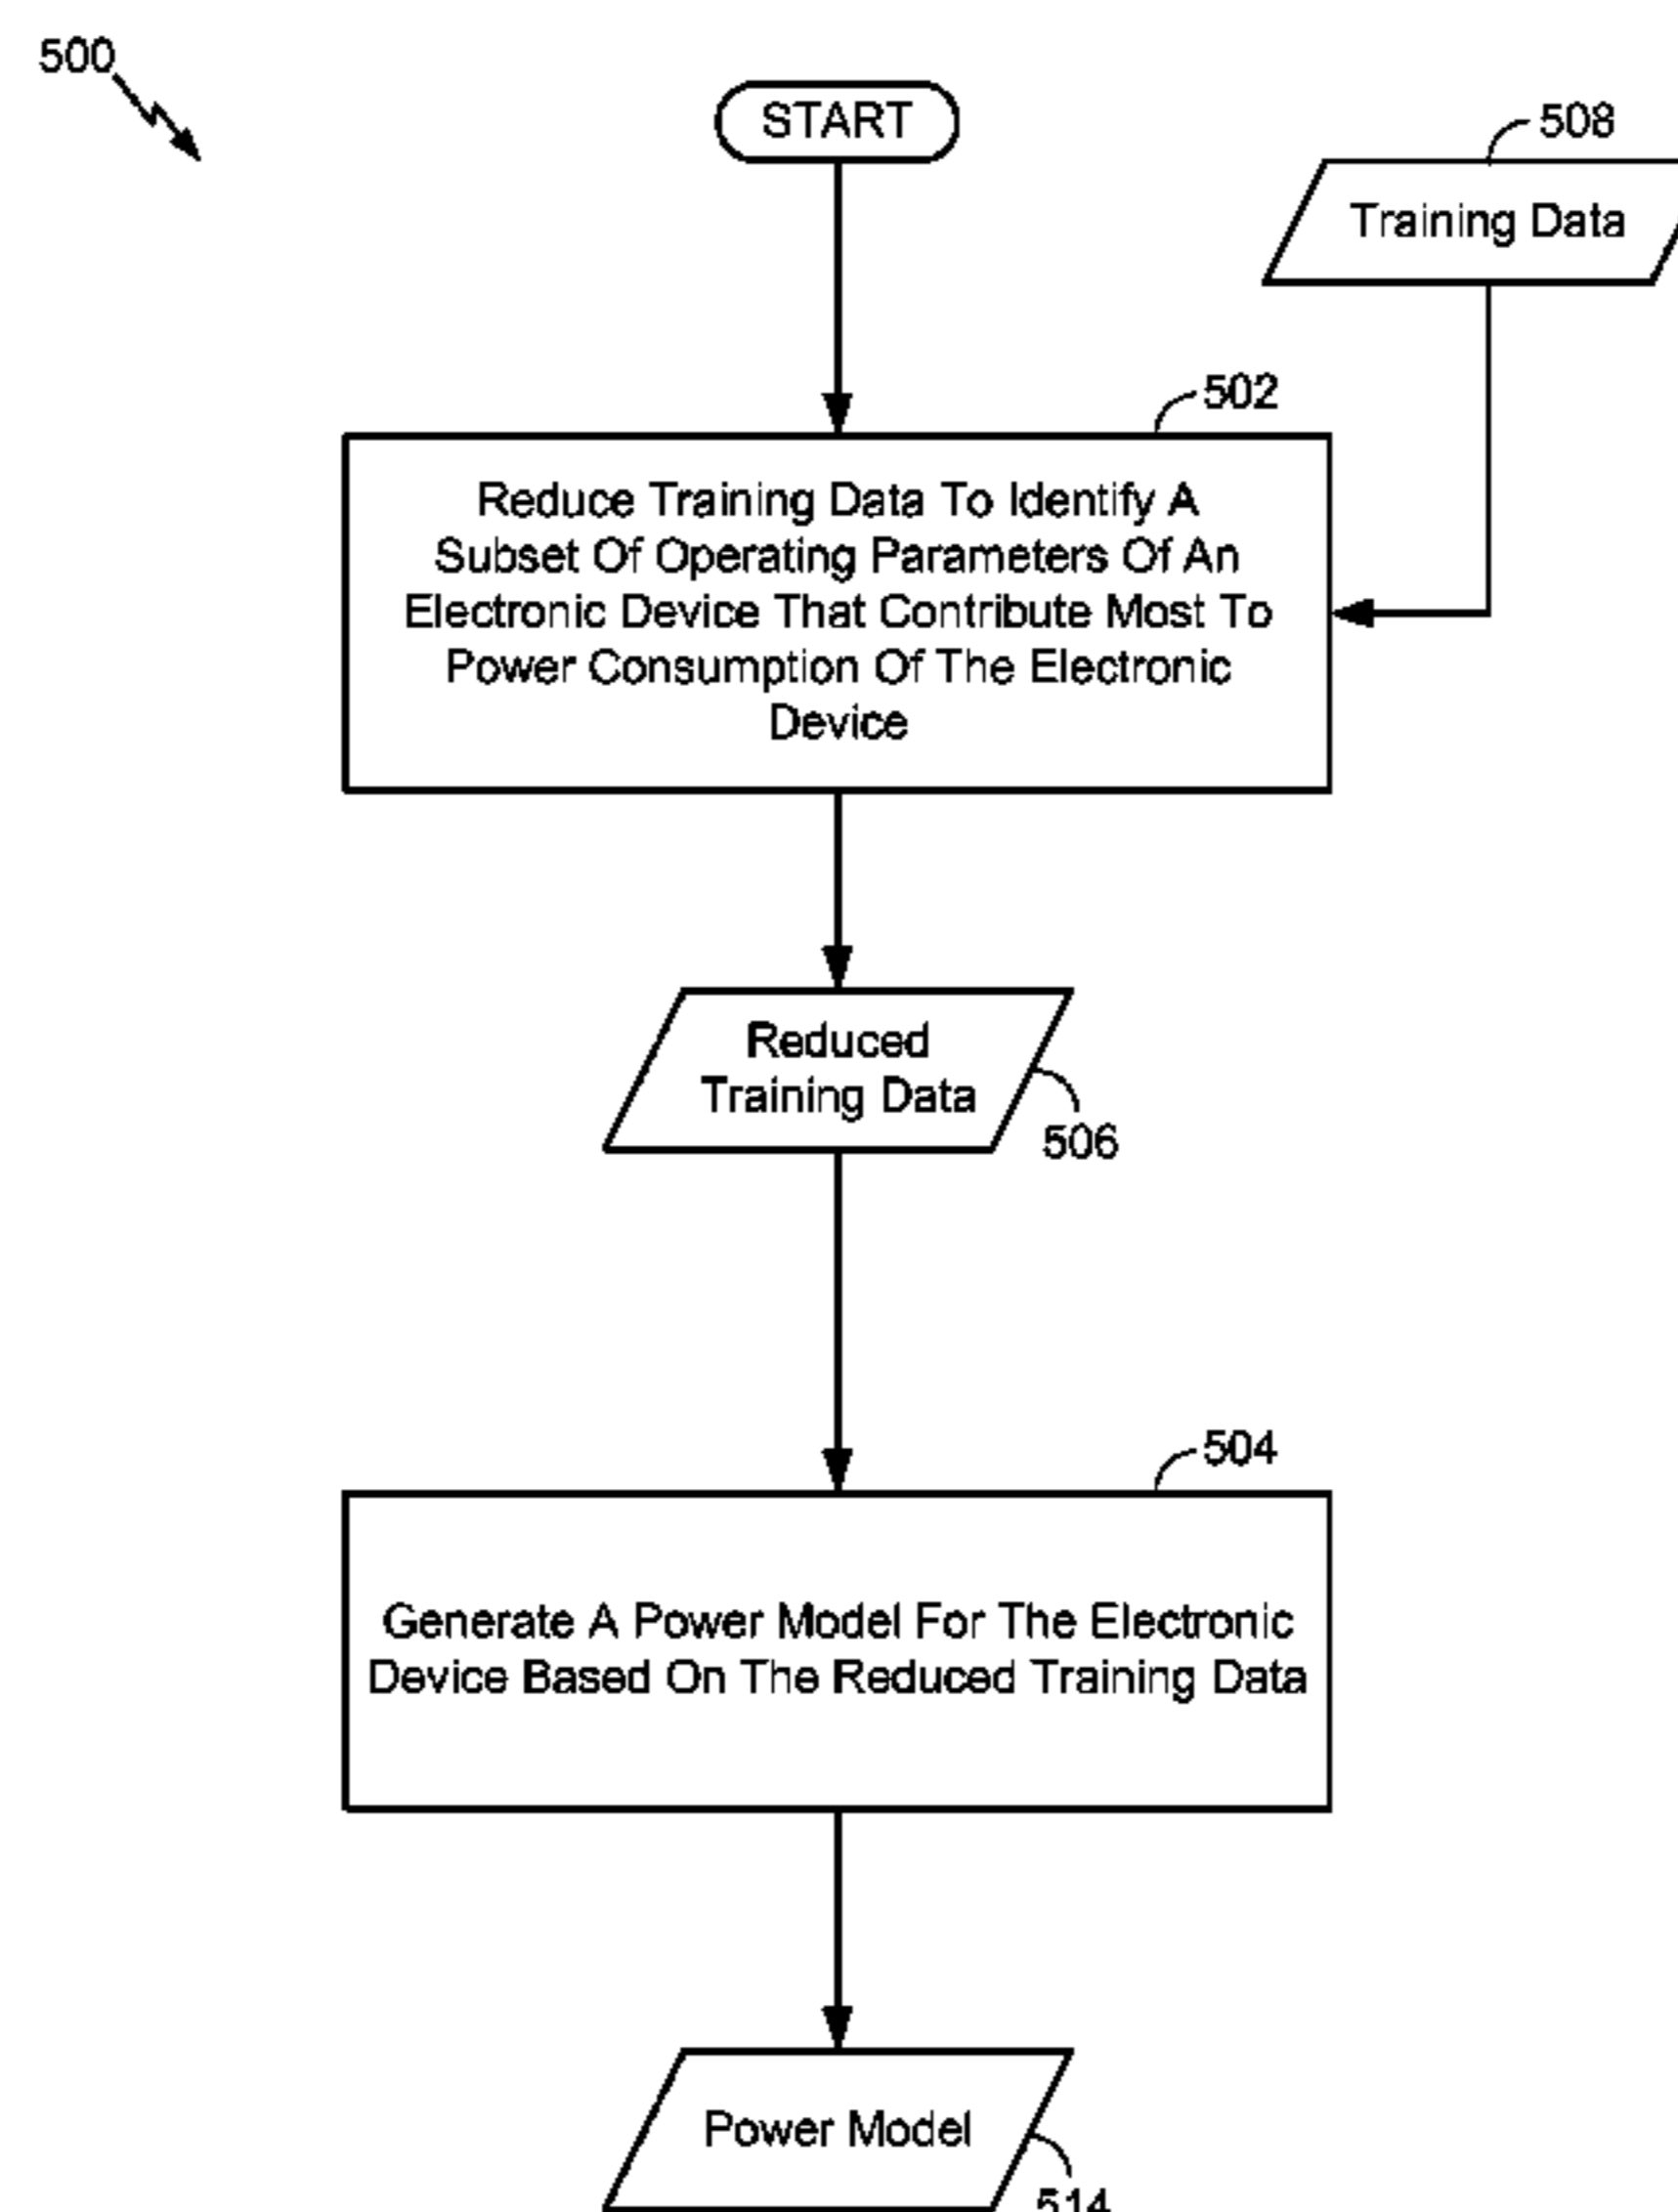 500
START
508
Training Data
502
Reduce Training Data To Identify A
Subset Of Operating Parameters Of An
Electronic Device That Contribute Most To
Power Consumption Of The Electronic
Device
Reduced
Training Data
506
504
Generate A Power Model For The Electronic
Device Based On The Reduced Training Data
Power Model
514